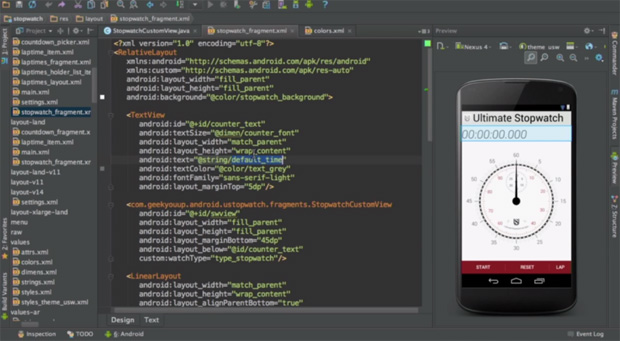 stopwatch
res
layout
stopwatch_fragment.xml
StopwatchCustomView.java
stopwatch_fragment.xml
colors.xml
1: Project
Z: Structure
2: Favorites
Build Variants
countdown_picker.xml
laptime_item.xml
laptimes_fragment.xml
laptimes_holder_list_ite
laptimes_layout.xml
main.xml
settings.xml
stopwatch_fragment.xr
layout-land
countdown_fragment.x
laptime_item.xml
main.xml
stopwatch_fragment.xr
layout-land-v11
layout-land-v14
settings.xml
layout-xlarge-land
menu
raw
values
attrs.xml
colors.xml
dimens.xml
strings.xml
styles.xml
styles_theme_usw.xml
values-ar
<?xml version="1.0" encoding="utf-8"?>
<RelativeLayout
xmlns:android="http://schemas.android.com/apk/res/android"
xmlns:custom="http://schemas.android.com/apk/res-auto"
android:layout_width="fill_parent"
android:layout_height="fill_parent"
android:background="@color/stopwatch_background">
<TextView
android:id="@+id/counter_text"
android:textSize="@dimen/counter_font"
android:layout_width="match_parent"
android:layout_height="wrap_content"
android:text="@string/default_time"
android:textColor="@color/text_grey"
android:fontFamily="sans-serif-light"
android:layout_marginTop="5dp"/>
<com.geekyouup.android.ustopwatch.fragments.StopwatchCustomView
android:id="@+id/swview"
android:layout_width="fill_parent"
android:layout_height="fill_parent"
android:layout_marginBottom="45dp"
android:layout_below="@id/counter_text"
custom:watchType="type_stopwatch"/>
<LinearLayout
android:layout_width="match_parent"
android:layout_height="wrap_content"
android:layout_alignParentBottom="true"
Design Text
Preview
Nexus 4
theme_usw
Ultimate Stopwatch
00:00:00.000
START RESET LAP
Commander
Maven Projects
Preview
Z: Structure
Inspection
TODO
6: Android
Event Log